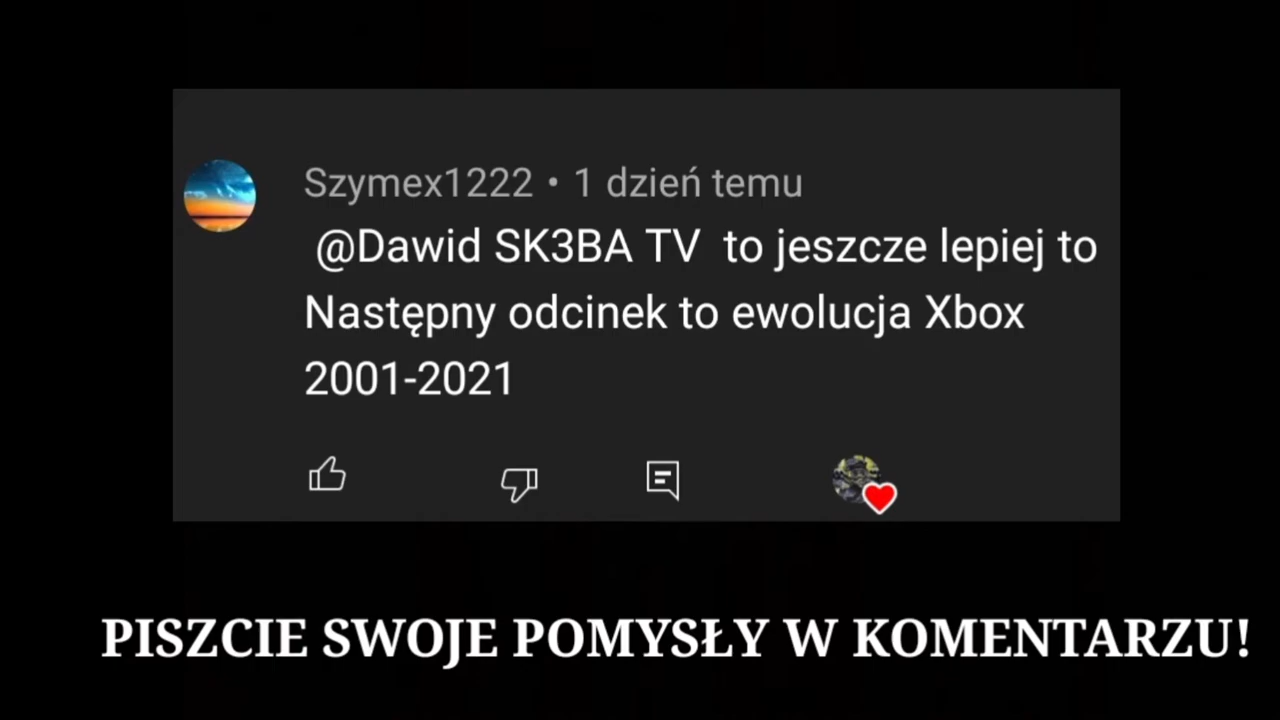 Szymex1222 • 1 dzień temu
@Dawid SK3BA TV to jeszcze lepiej to
Następny odcinek to ewolucja Xbox
2001-2021
PISZCIE SWOJE POMYSŁY W KOMENTARZU!